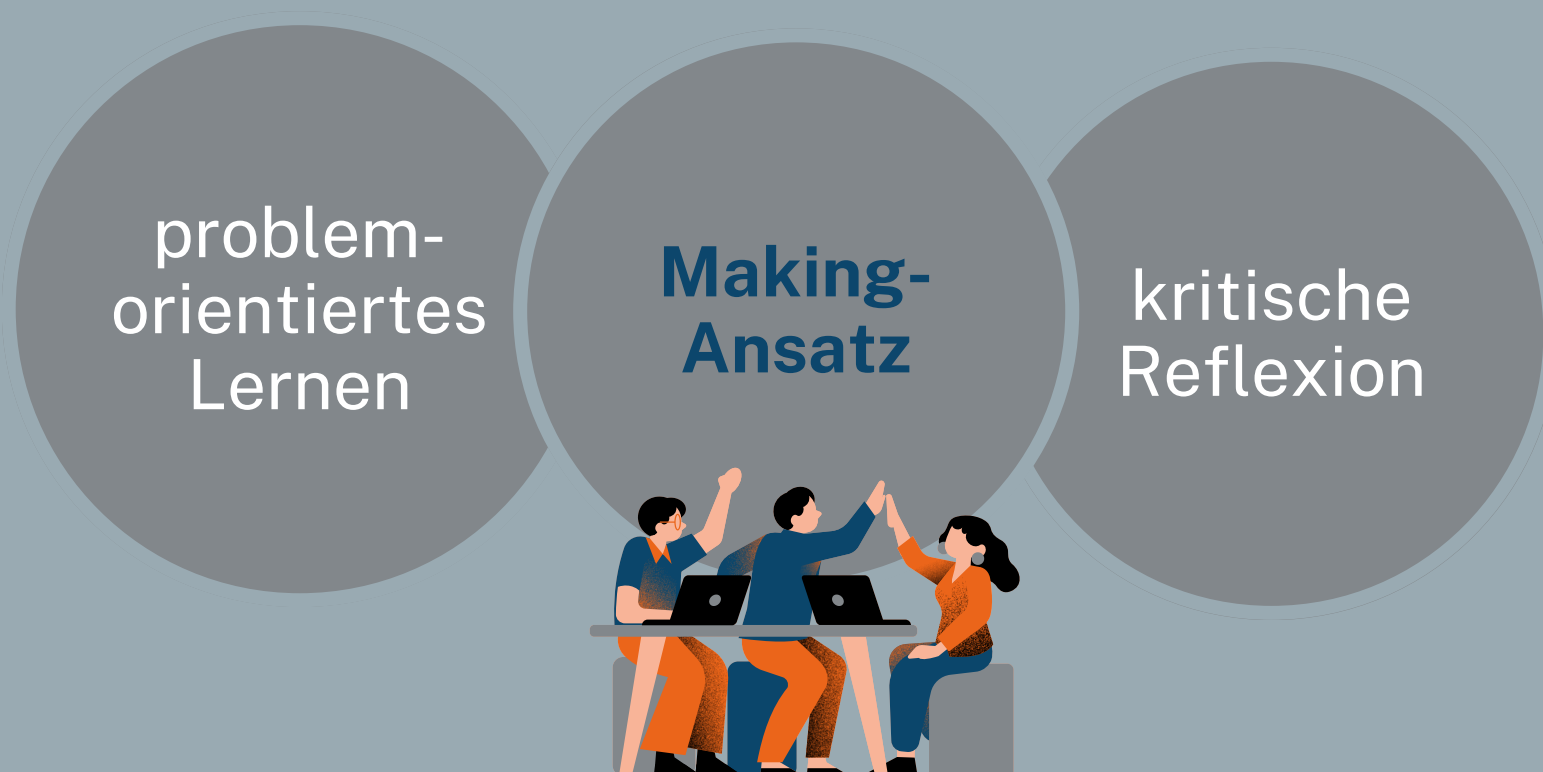 problem-
orientiertes
Lernen
Making-
Ansatz
kritische
Reflexion